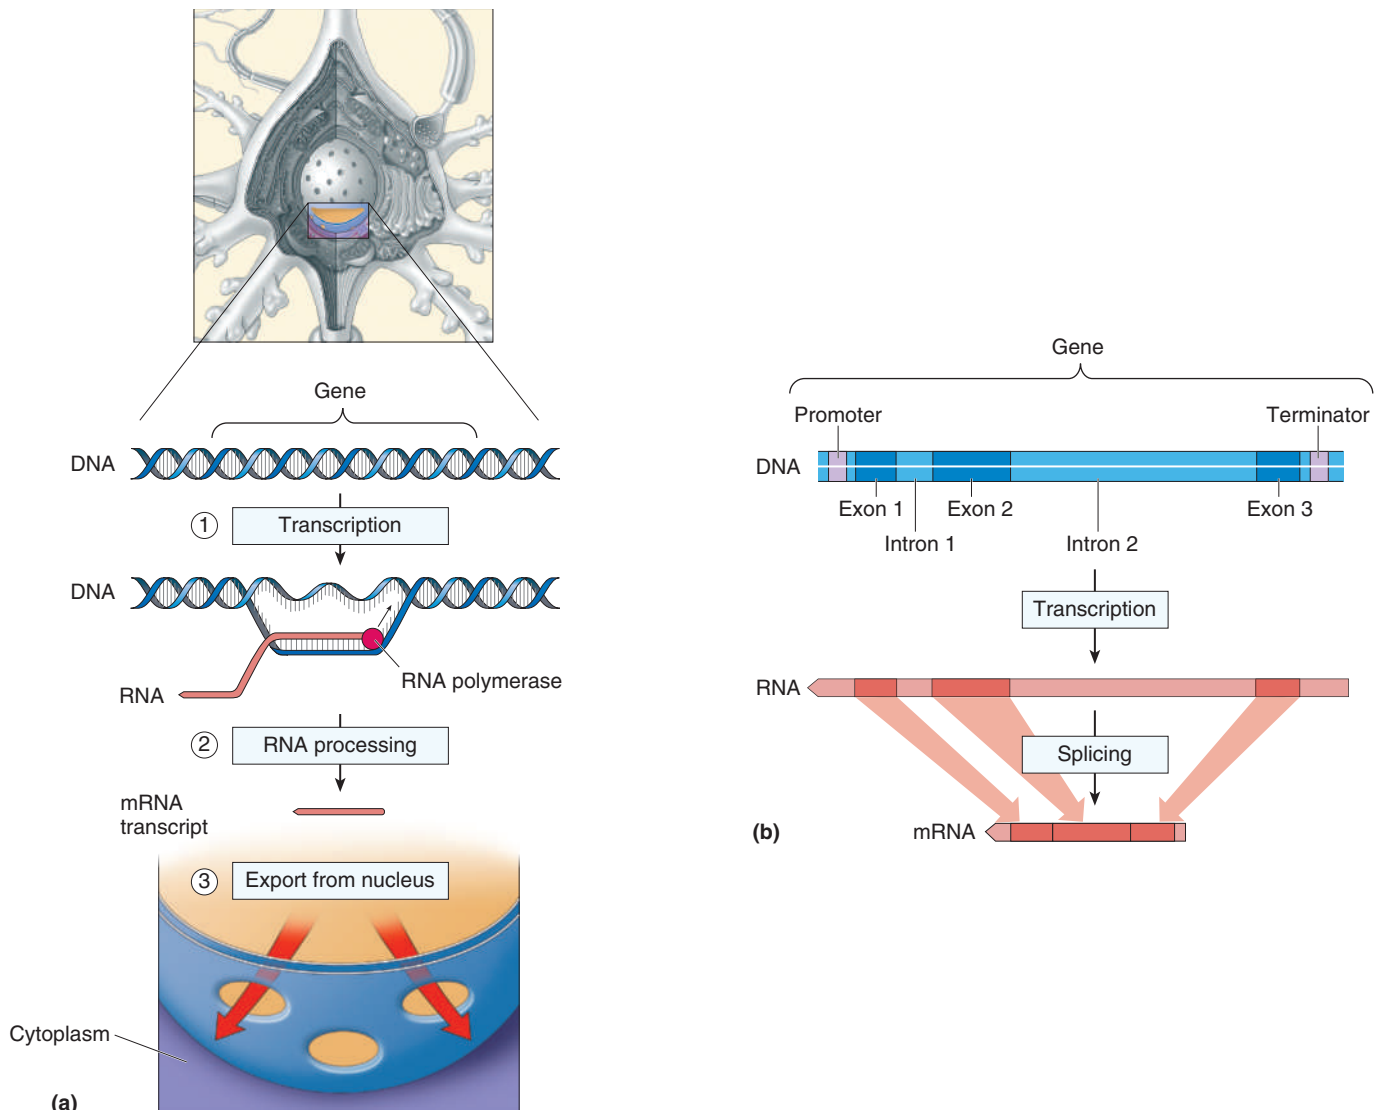 Gene
DNA
1
Transcription
DNA
RNA polymerase
RNA
2
RNA processing
mRNA
transcript
3
Export from nucleus
Cytoplasm
(a)
Gene
Promoter
Terminator
DNA
Exon 1
Exon 2
Exon 3
Intron 1
Intron 2
Transcription
RNA
Splicing
mRNA
(b)